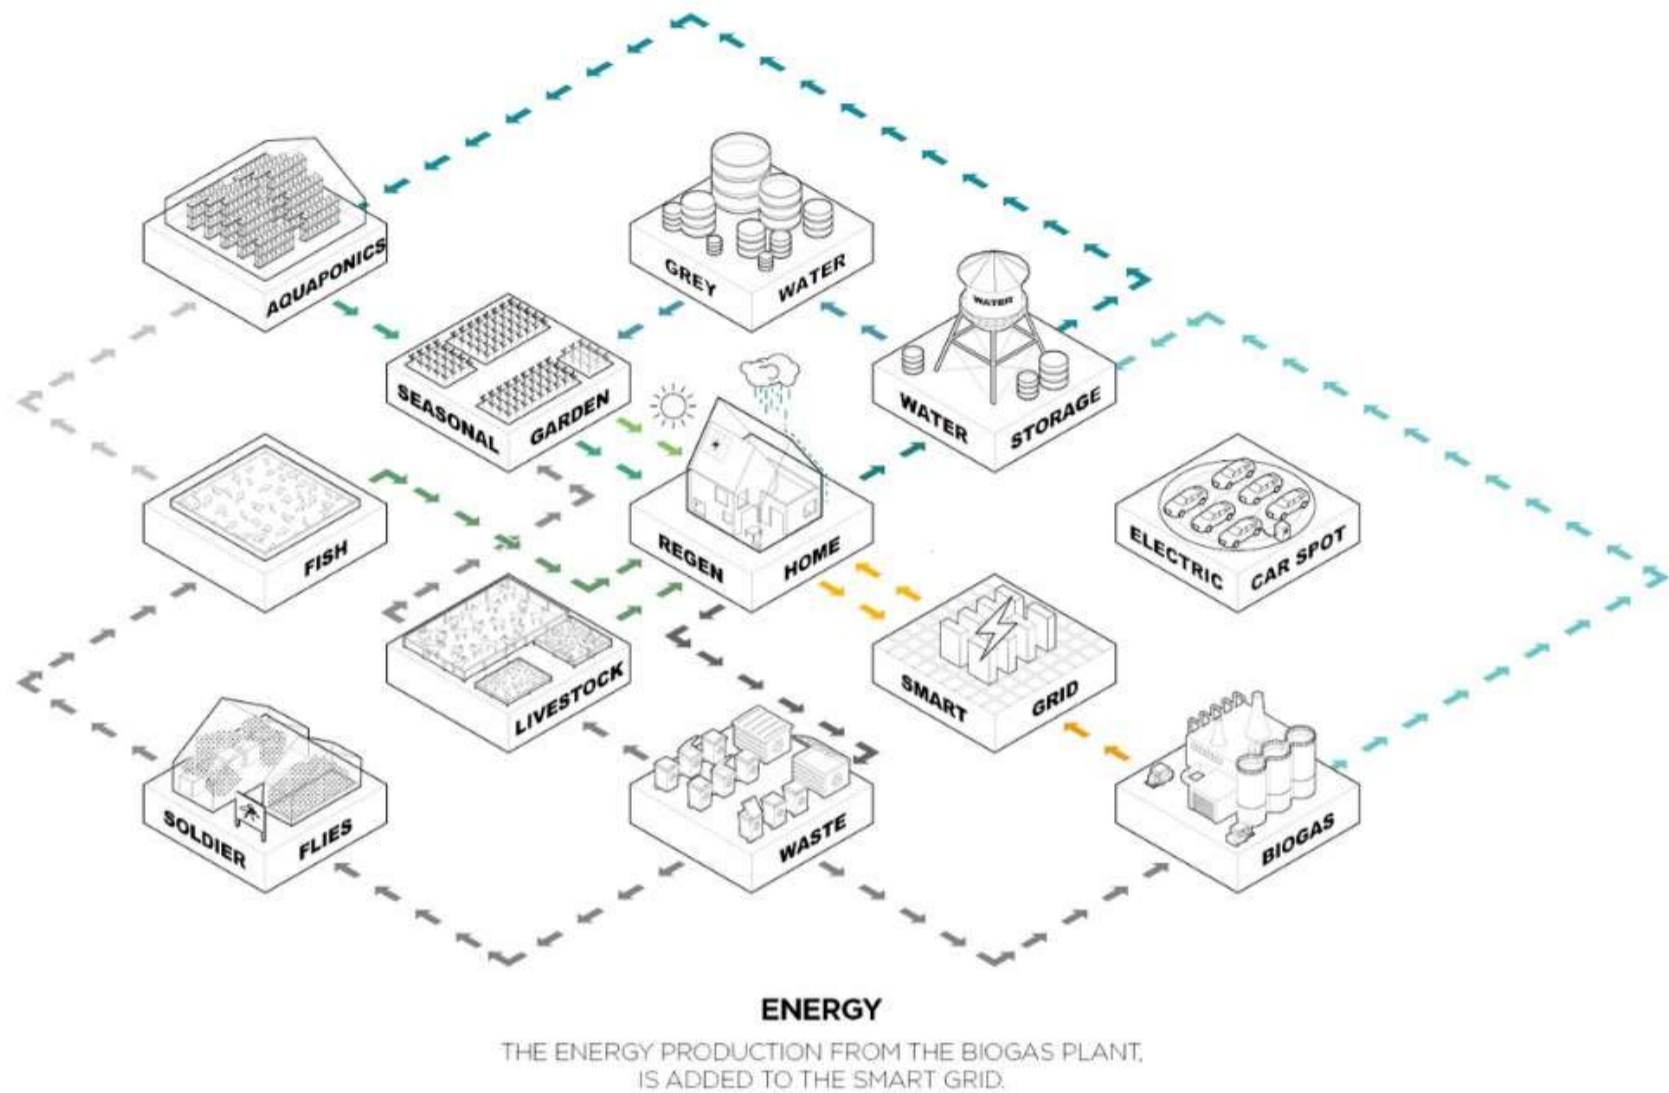 AQUAPONICS
GREY WATER
WATER
WATER STORAGE
SEASONAL GARDEN
FISH
REGEN HOME
ELECTRIC CAR SPOT
LIVESTOCK
SMART GRID
SOLDIER FLIES
WASTE
BIOGAS
ENERGY
THE ENERGY PRODUCTION FROM THE BIOGAS PLANT,
IS ADDED TO THE SMART GRID.